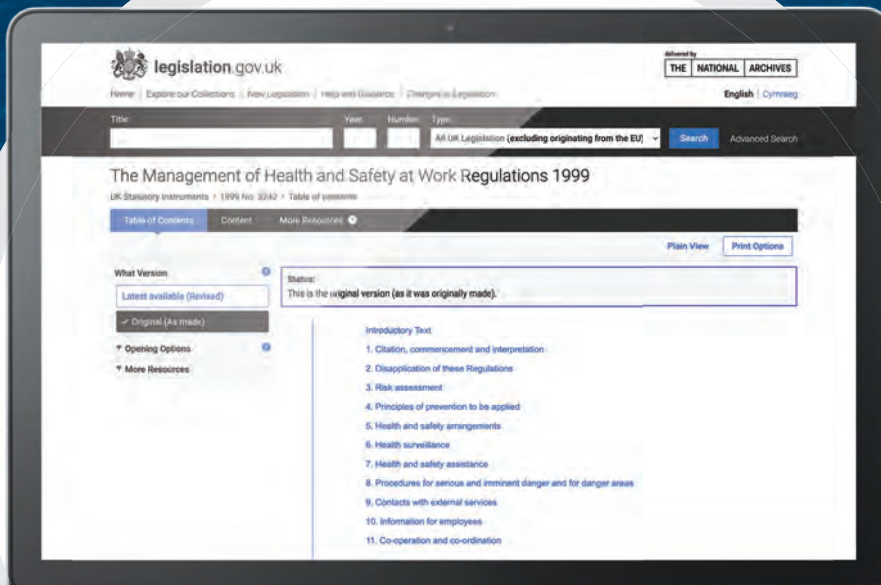 legislation.gov.uk
delivered by
THE NATIONAL ARCHIVES
Home Explore our Collections New Legislation Help and Guidance Changes to Legislation
English Cymraeg
Title: Year: Number: Type:
All UK Legislation (excluding originating from the EU) Search Advanced Search
The Management of Health and Safety at Work Regulations 1999
UK Statutory Instruments 1999 No. 3242 Table of contents
Table of Contents Content More Resources
Plain View Print Options
What Version
Latest available (Revised)
Original (As made)
Opening Options
More Resources
Status:
This is the original version (as it was originally made).
Introductory Text
1. Citation, commencement and interpretation
2. Disapplication of these Regulations
3. Risk assessment
4. Principles of prevention to be applied
5. Health and safety arrangements
6. Health surveillance
7. Health and safety assistance
8. Procedures for serious and imminent danger and for danger areas
9. Contacts with external services
10. Information for employees
11. Co-operation and co-ordination